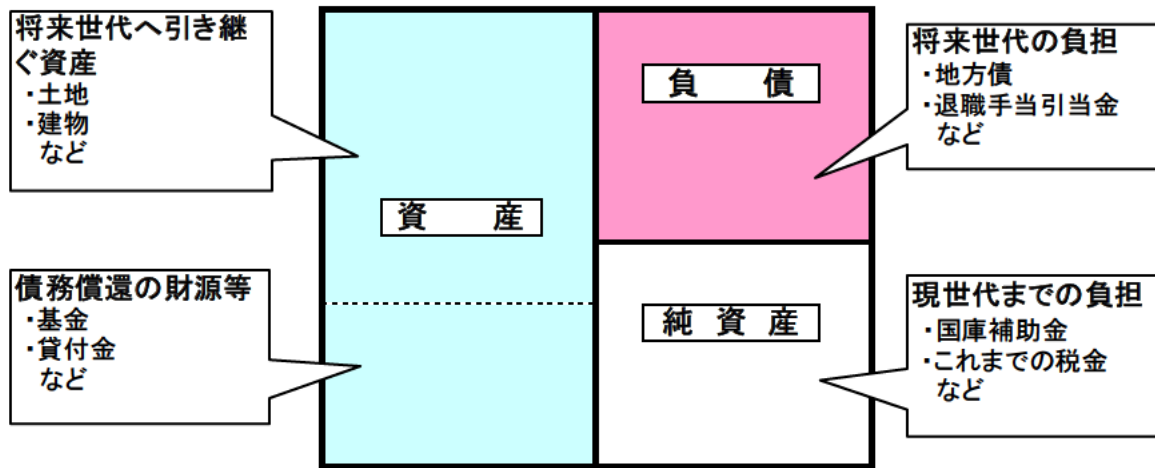 将来世代へ引き継
ぐ資産
・土地
・建物
など
債務償還の財源等
・基金
・貸付金
など
資　産
負　債
純 資 産
将来世代の負担
・地方債
・退職手当引当金
など
現世代までの負担
・国庫補助金
・これまでの税金
など